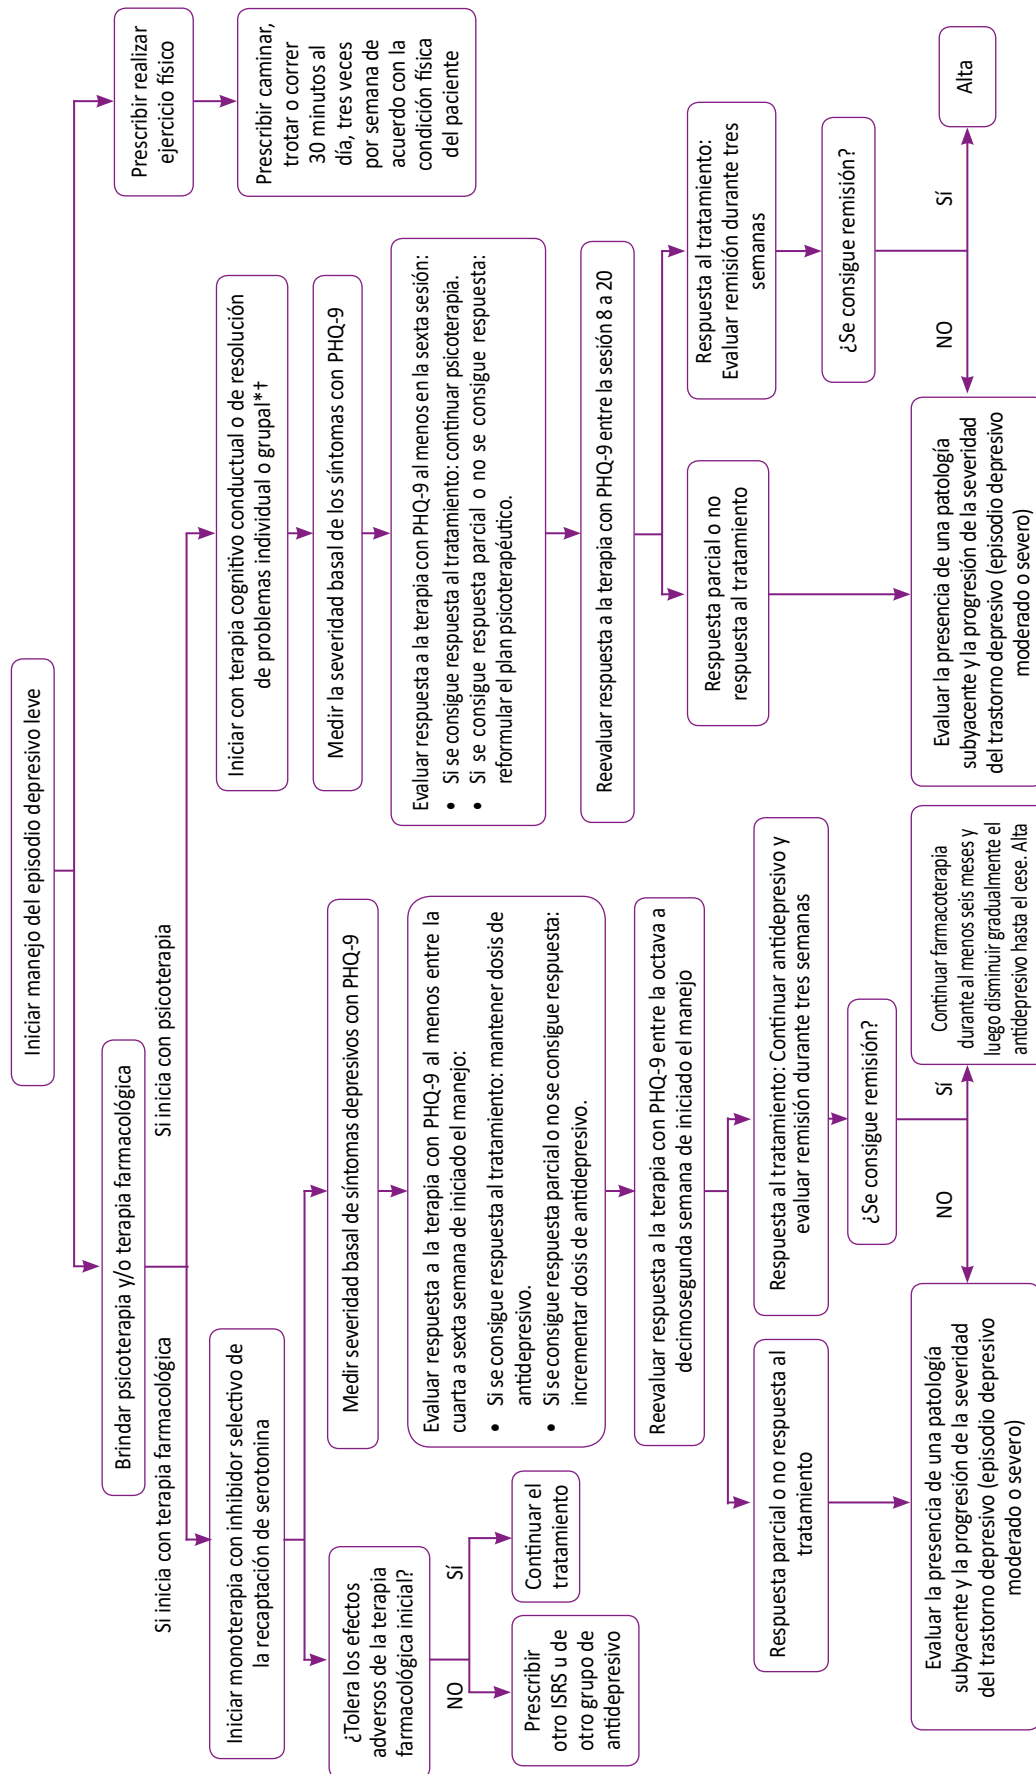 Iniciar manejo del episodio depresivo leve
Brindar psicoterapia y/o terapia farmacológica
Prescribir realizar
ejercicio físico
Prescribir caminar,
trotar o correr
30 minutos al
día, tres veces
por semana de
acuerdo con la
condición física
del paciente
Si inicia con terapia farmacológica
Si inicia con psicoterapia
Iniciar monoterapia con inhibidor selectivo de
la recaptación de serotonina
¿Tolera los efectos
adversos de la terapia
farmacológica inicial?
NO
Sí
Prescribir
otro ISRS u de
otro grupo de
antidepresivo
Continuar el
tratamiento
Medir severidad basal de síntomas depresivos con PHQ-9
Evaluar respuesta a la terapia con PHQ-9 al menos entre la
cuarta a sexta semana de iniciado el manejo:
• Si se consigue respuesta al tratamiento: mantener dosis de
antidepresivo.
• Si se consigue respuesta parcial o no se consigue respuesta:
incrementar dosis de antidepresivo.
Reevaluar respuesta a la terapia con PHQ-9 entre la octava a
decimosegunda semana de iniciado el manejo
Respuesta parcial o no respuesta al
tratamiento
Respuesta al tratamiento: Continuar antidepresivo y
evaluar remisión durante tres semanas
¿Se consigue remisión?
NO
Sí
Evaluar la presencia de una patología
subyacente y la progresión de la severidad
del trastorno depresivo (episodio depresivo
moderado o severo)
Continuar farmacoterapia
durante al menos seis meses y
luego disminuir gradualmente el
antidepresivo hasta el cese. Alta
Iniciar con terapia cognitivo conductual o de resolución
de problemas individual o grupal*†
Medir la severidad basal de los síntomas con PHQ-9
Evaluar respuesta a la terapia con PHQ-9 al menos en la sexta sesión:
• Si se consigue respuesta al tratamiento: continuar psicoterapia.
• Si se consigue respuesta parcial o no se consigue respuesta:
reformular el plan psicoterapéutico.
Reevaluar respuesta a la terapia con PHQ-9 entre la sesión 8 a 20
Respuesta parcial o no
respuesta al tratamiento
Respuesta al tratamiento:
Evaluar remisión durante tres
semanas
¿Se consigue remisión?
NO
Sí
Evaluar la presencia de una patología
subyacente y la progresión de la severidad
del trastorno depresivo (episodio depresivo
moderado o severo)
Alta